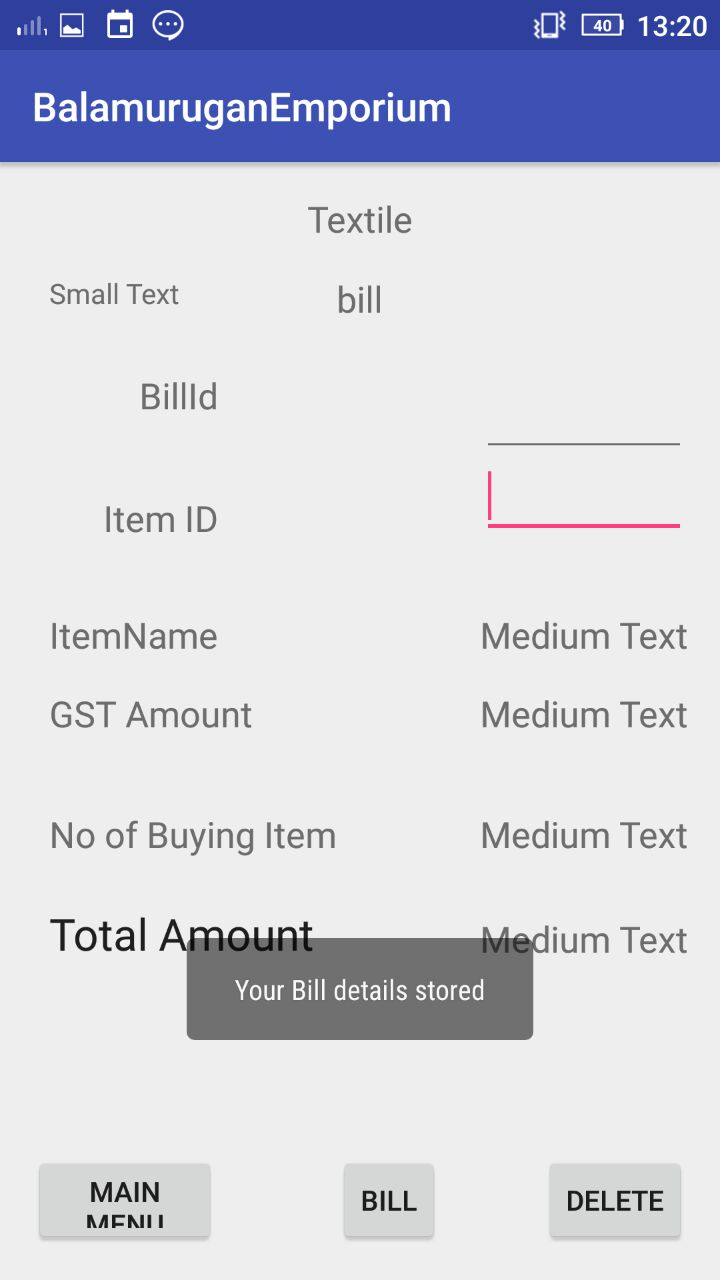 40 13:20
BalamuruganEmporium
Textile
Small Text bill
BillId
Item ID
ItemName Medium Text
GST Amount Medium Text
No of Buying Item Medium Text
Total Amount Medium Text
Your Bill details stored
MAIN MENU BILL DELETE